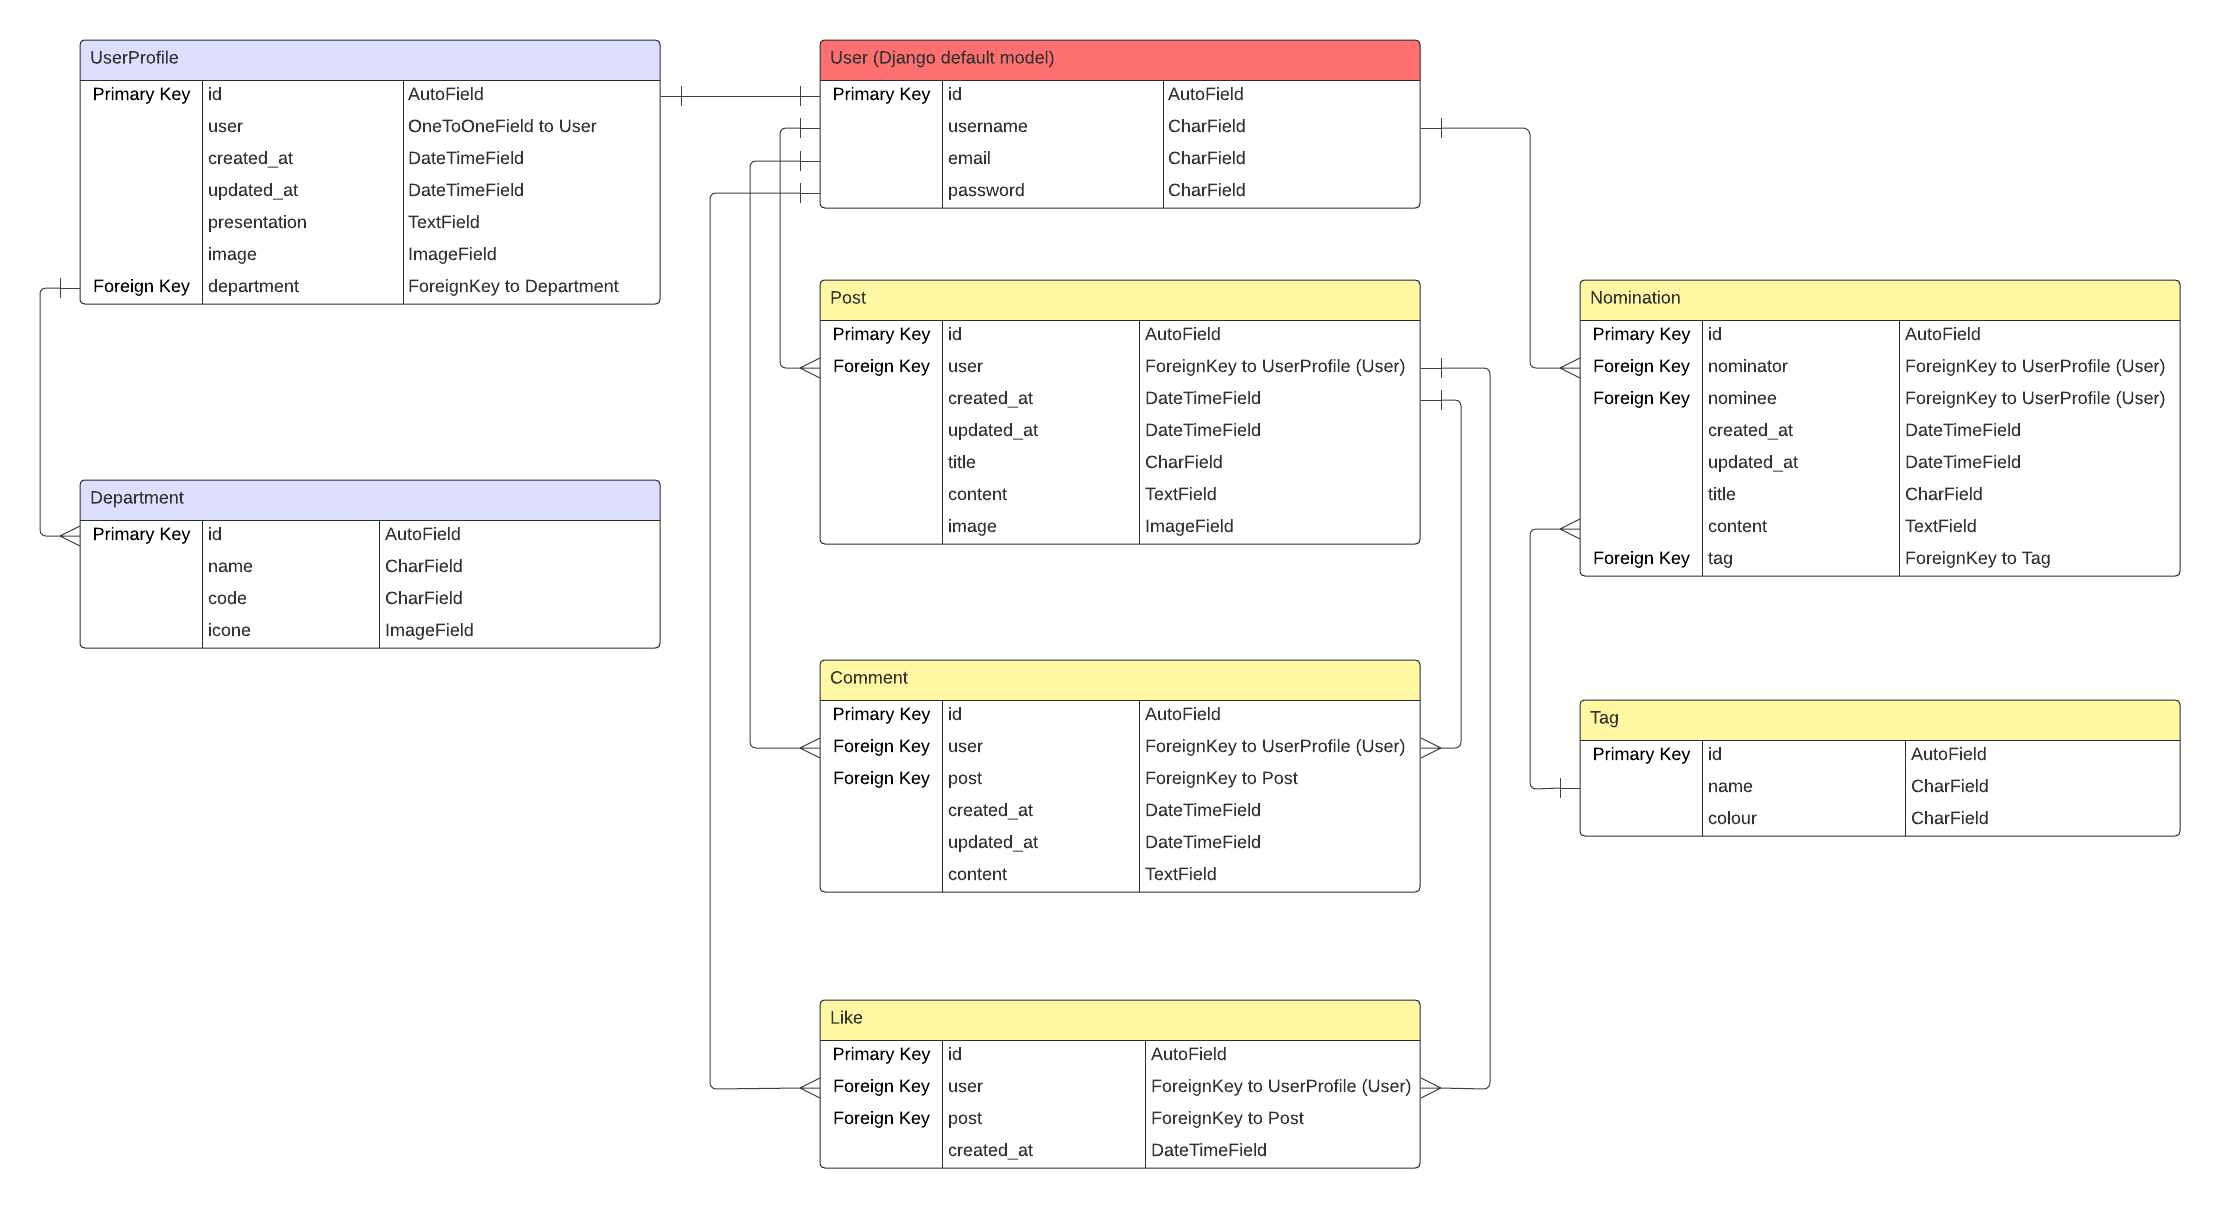 UserProfile
Primary Key id AutoField
user OneToOneField to User
created_at DateTimeField
updated_at DateTimeField
presentation TextField
image ImageField
Foreign Key department ForeignKey to Department
Department
Primary Key id AutoField
name CharField
code CharField
icone ImageField
User (Django default model)
Primary Key id AutoField
username CharField
email CharField
password CharField
Post
Primary Key id AutoField
Foreign Key user ForeignKey to UserProfile (User)
created_at DateTimeField
updated_at DateTimeField
title CharField
content TextField
image ImageField
Comment
Primary Key id AutoField
Foreign Key user ForeignKey to UserProfile (User)
Foreign Key post ForeignKey to Post
created_at DateTimeField
updated_at DateTimeField
content TextField
Like
Primary Key id AutoField
Foreign Key user ForeignKey to UserProfile (User)
Foreign Key post ForeignKey to Post
created_at DateTimeField
Nomination
Primary Key id AutoField
Foreign Key nominator ForeignKey to UserProfile (User)
Foreign Key nominee ForeignKey to UserProfile (User)
created_at DateTimeField
updated_at DateTimeField
title CharField
content TextField
Foreign Key tag ForeignKey to Tag
Tag
Primary Key id AutoField
name CharField
colour CharField